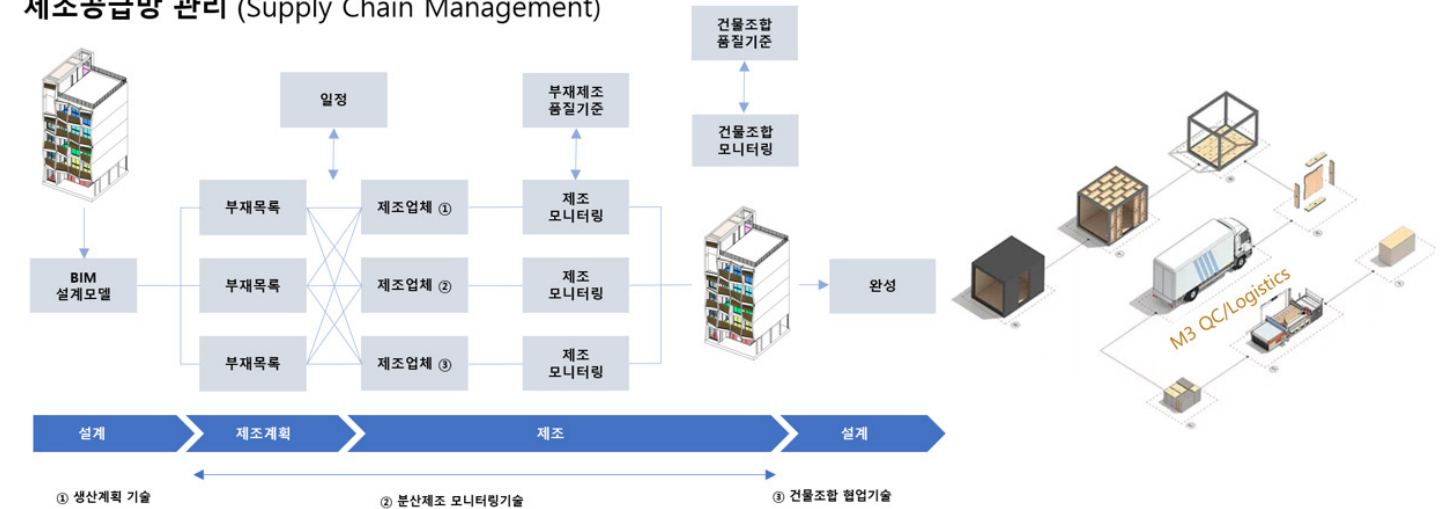 제조공급망 관리 (Supply Chain Management)
건물조합
품질기준
일정
부재제조
품질기준
건물조합
모니터링
부재목록
제조업체 ①
제조
모니터링
BIM
설계모델
부재목록
제조업체 ②
제조
모니터링
완성
부재목록
제조업체 ③
제조
모니터링
M3 QC/Logistics
설계
제조계획
제조
설계
① 생산계획 기술
② 분산제조 모니터링기술
③ 건물조합 협업기술